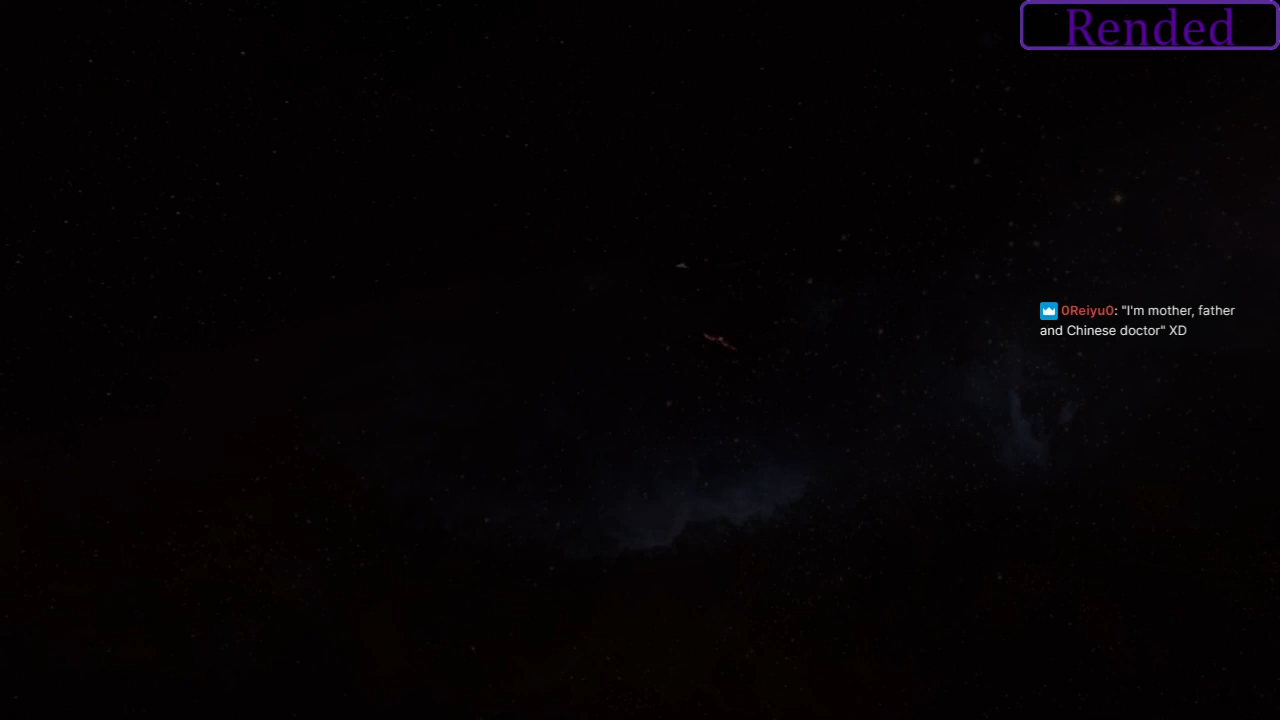 Rended
0Reiyu0: "I'm mother, father
and Chinese doctor" XD